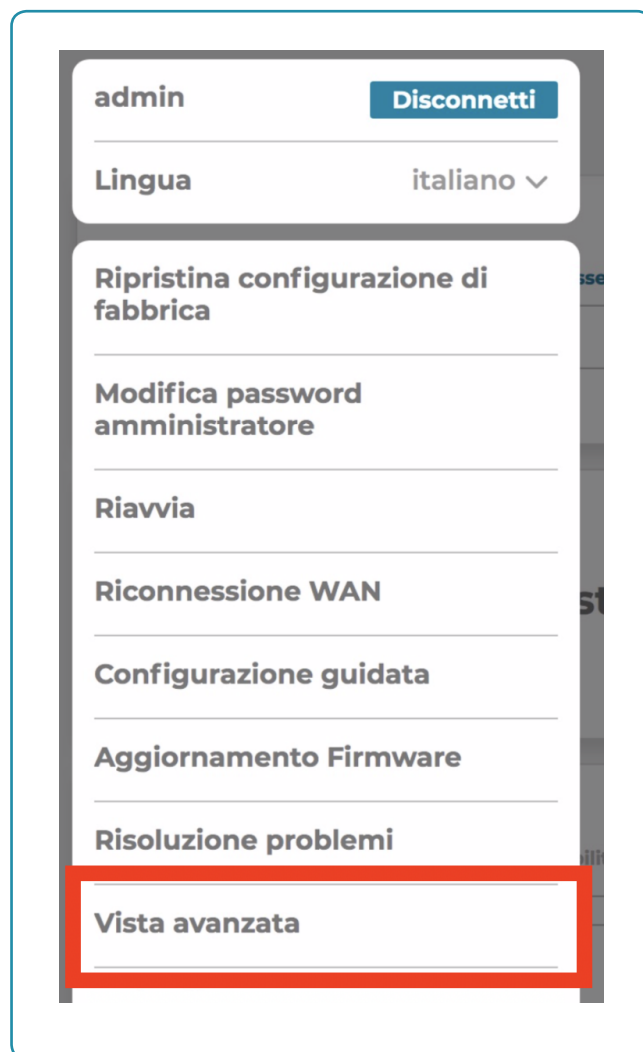 admin
Disconnetti
Lingua
italiano
Ripristina configurazione di
fabbrica
Modifica password
amministratore
Riavvia
Riconnessione WAN
Configurazione guidata
Aggiornamento Firmware
Risoluzione problemi
Vista avanzata